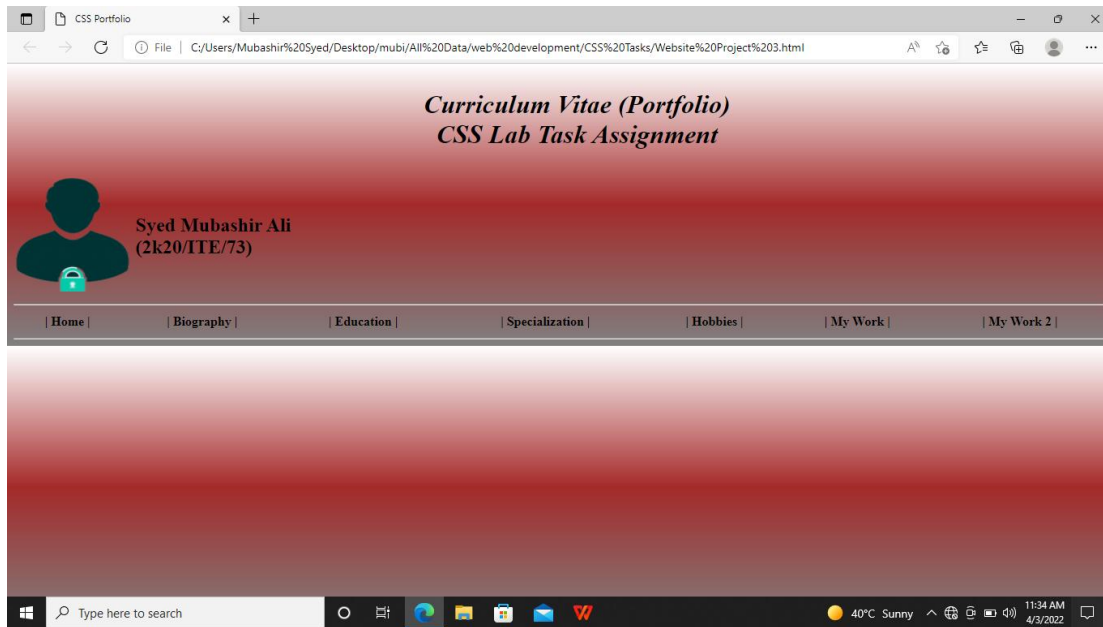 CSS Portfolio
File | C:/Users/Mubashir%20Syed/Desktop/mubi/All%20Data/web%20development/CSS%20Tasks/Website%20Project%203.html
Curriculum Vitae (Portfolio)
CSS Lab Task Assignment
Syed Mubashir Ali
(2k20/ITE/73)
| Home | | Biography | | Education | | Specialization | | Hobbies | | My Work | | My Work 2 |
Type here to search
40°C Sunny
11:34 AM
4/3/2022